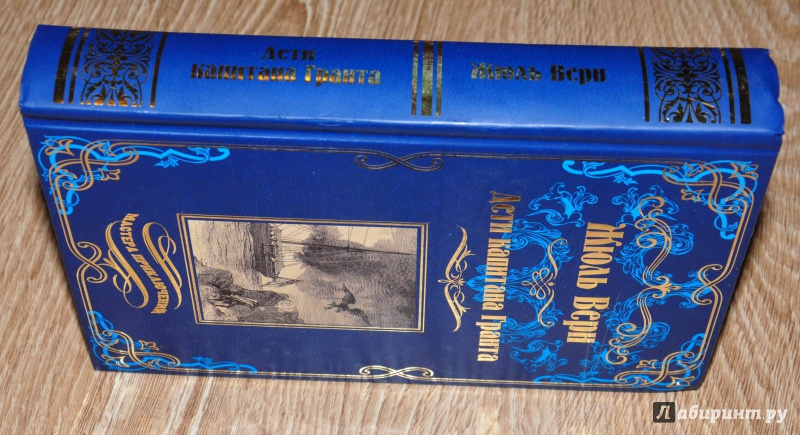 Дети
капитана Гранта
Жюль Верн
Жюль Верн
Дети капитана Гранта
МАСТЕРА ПРИКЛЮЧЕНИЙ
Лабиринт.ру